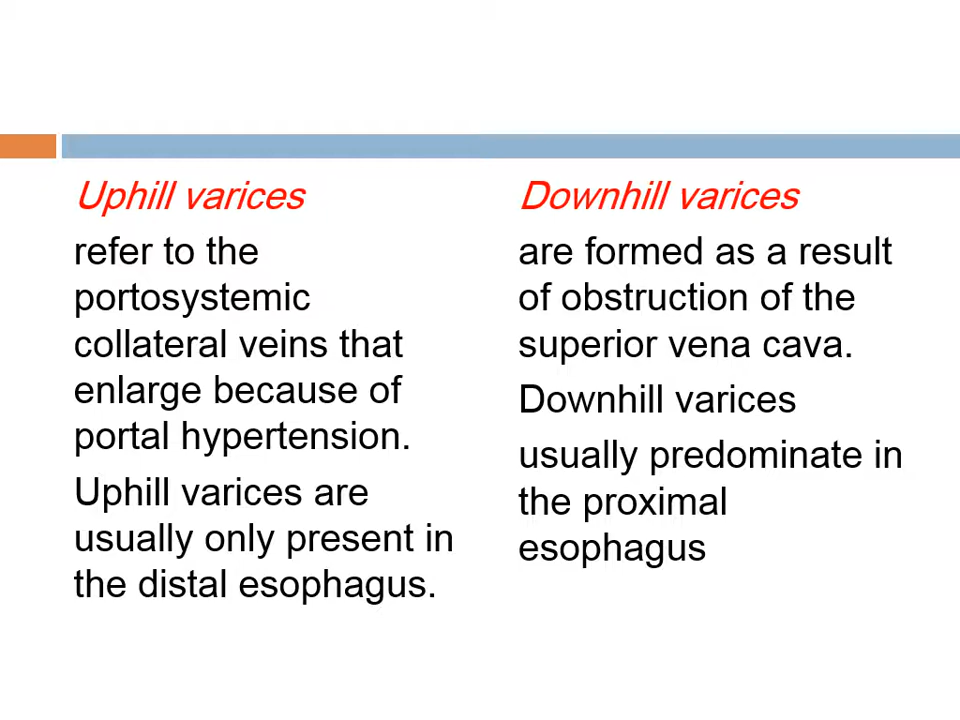 Uphill varices
refer to the
portosystemic
collateral veins that
enlarge because of
portal hypertension.
Uphill varices are
usually only present in
the distal esophagus.
Downhill varices
are formed as a result
of obstruction of the
superior vena cava.
Downhill varices
usually predominate in
the proximal
esophagus